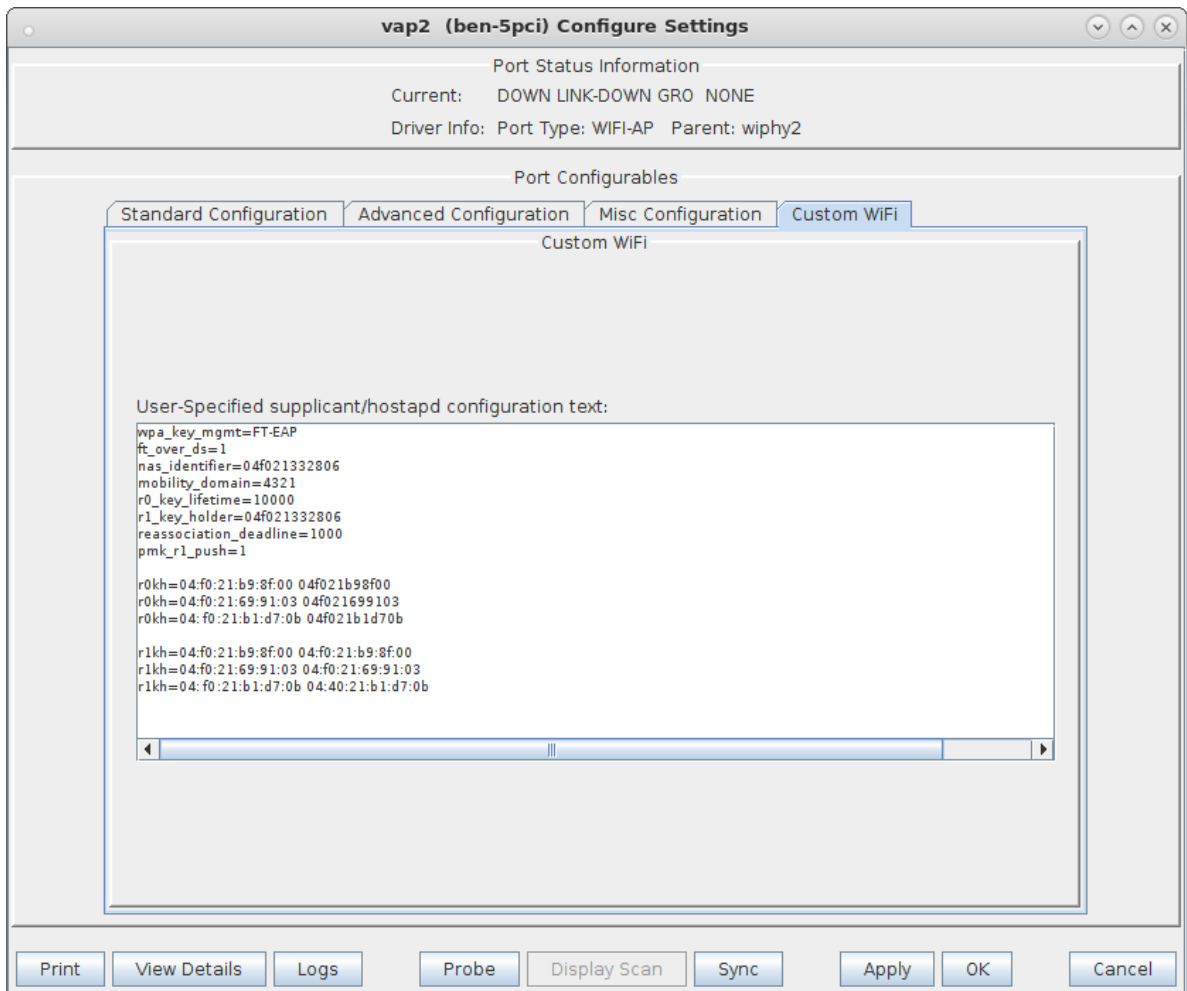 vap2 (ben-5pci) Configure Settings
Port Status Information
Current: DOWN LINK-DOWN GRO NONE
Driver Info: Port Type: WIFI-AP Parent: wiphy2
Port Configurables
Standard Configuration Advanced Configuration Misc Configuration Custom WiFi
Custom WiFi
User-Specified supplicant/hostapd configuration text:
wpa_key_mgmt=FT-EAP
ft_over_ds=1
nas_identifier=04f021332806
mobility_domain=4321
r0_key_lifetime=10000
r1_key_holder=04f021332806
reassociation_deadline=1000
pmk_r1_push=1
r0kh=04:f0:21:b9:8f:00 04f021b98f00
r0kh=04:f0:21:69:91:03 04f021699103
r0kh=04:f0:21:b1:d7:0b 04f021b1d70b
r1kh=04:f0:21:b9:8f:00 04:f0:21:b9:8f:00
r1kh=04:f0:21:69:91:03 04:f0:21:69:91:03
r1kh=04:f0:21:b1:d7:0b 04:40:21:b1:d7:0b
Print View Details Logs Probe Display Scan Sync Apply OK Cancel